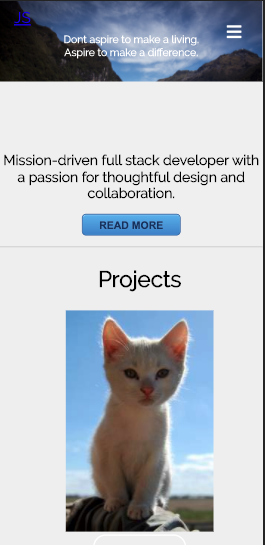 JS
Dont aspire to make a living.
Aspire to make a difference.
Mission-driven full stack developer with
a passion for thoughtful design and
collaboration.
READ MORE
Projects